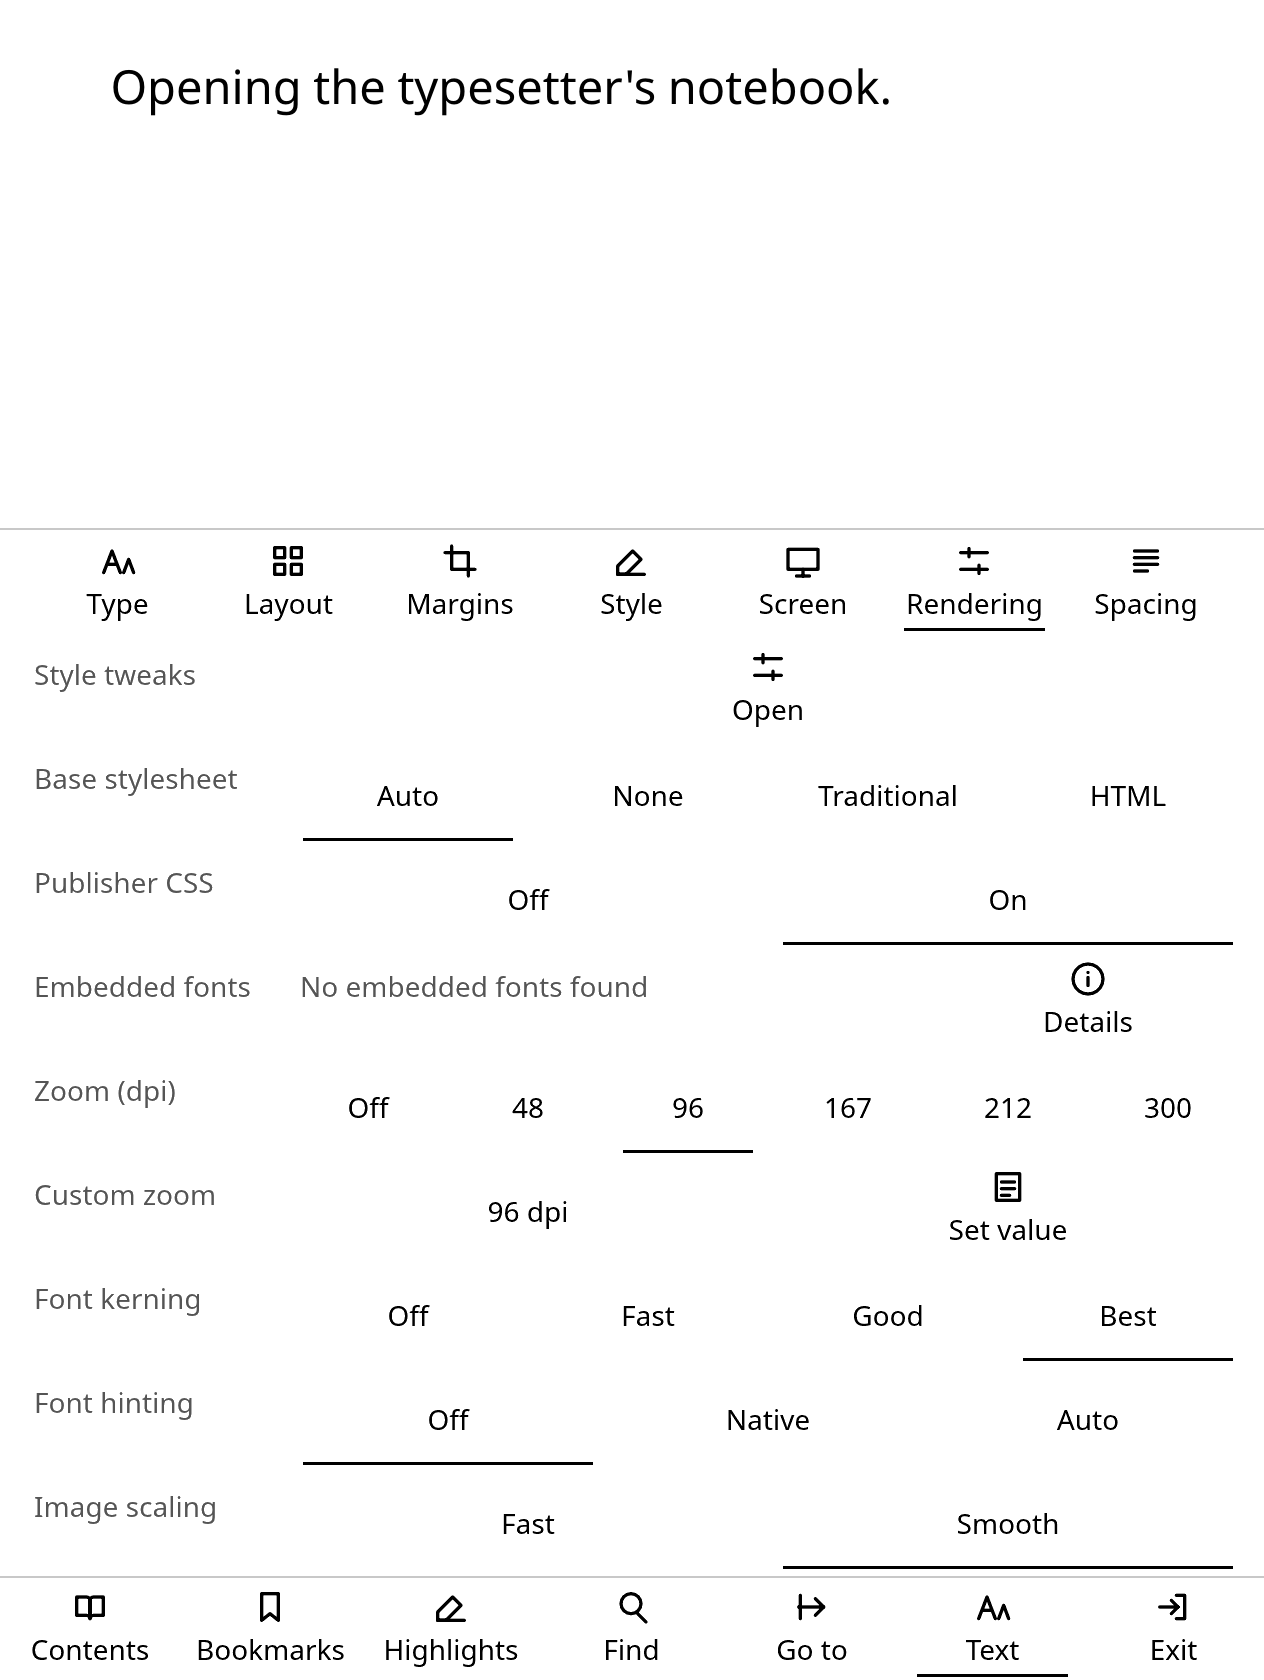 Opening the typesetter's notebook.
Type Layout Margins Style Screen Rendering Spacing
Style tweaks Open
Base stylesheet Auto None Traditional HTML
Publisher CSS Off On
Embedded fonts No embedded fonts found Details
Zoom (dpi) Off 48 96 167 212 300
Custom zoom 96 dpi Set value
Font kerning Off Fast Good Best
Font hinting Off Native Auto
Image scaling Fast Smooth
Contents Bookmarks Highlights Find Go to Text Exit